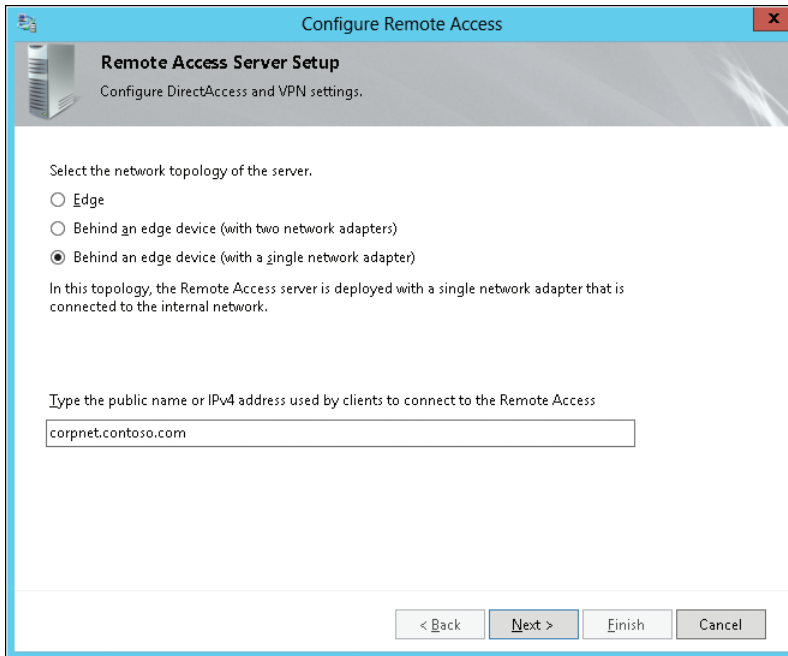 Configure Remote Access
x
Remote Access Server Setup
Configure DirectAccess and VPN settings.
Select the network topology of the server.
Edge
Behind an edge device (with two network adapters)
Behind an edge device (with a single network adapter)
In this topology, the Remote Access server is deployed with a single network adapter that is
connected to the internal network.
Type the public name or IPv4 address used by clients to connect to the Remote Access
corpnet.contoso.com
< Back Next > Finish Cancel